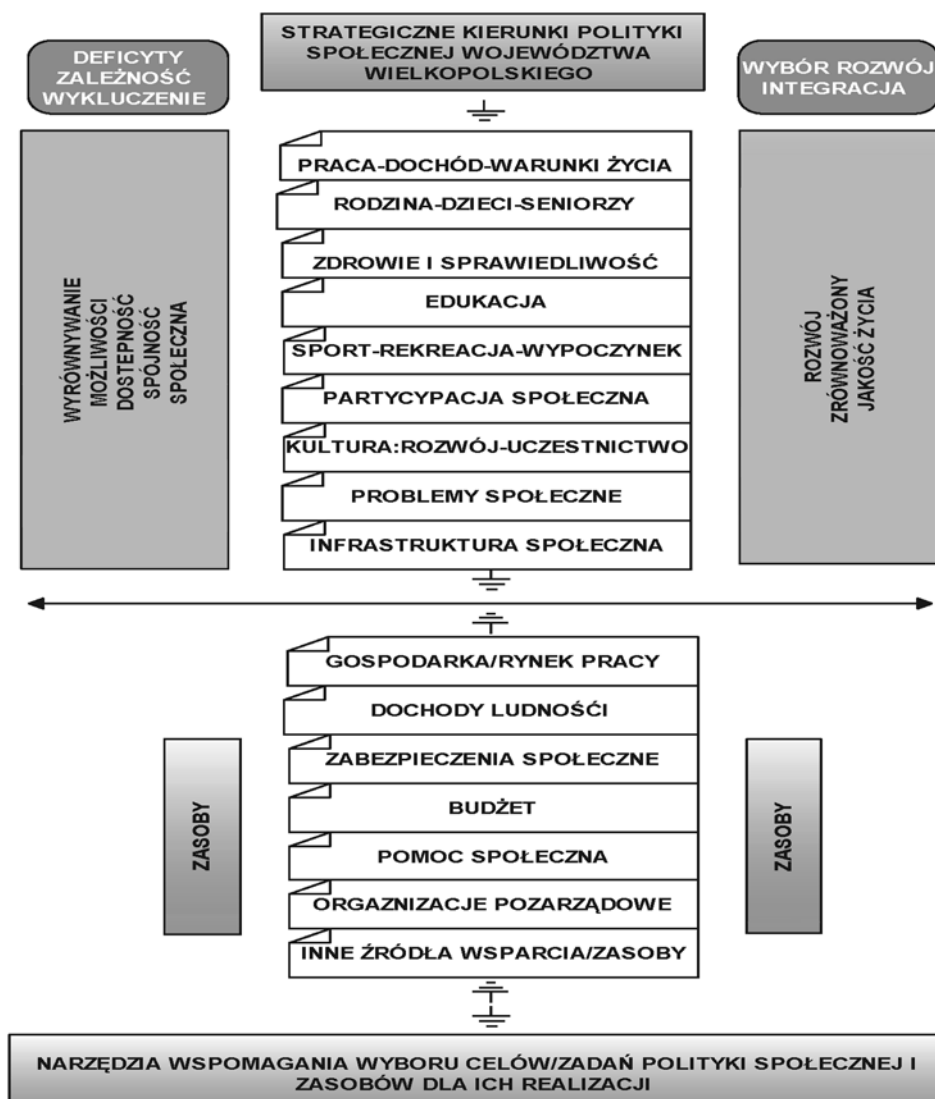 STRATEGICZNE KIERUNKI POLITYKI
SPOŁECZNEJ WOJEWÓDZTWA
WIELKOPOLSKIEGO
DEFICYTY
ZALEŻNOŚĆ
WYKLUCZENIE
WYBÓR ROZWÓJ
INTEGRACJA
WYRÓWNYWANIE
MOŻLIWOŚCI
DOSTEPNOŚĆ
SPÓJNOŚĆ
SPOŁECZNA
PRACA-DOCHÓD-WARUNKI ŻYCIA
RODZINA-DZIECI-SENIORZY
ZDROWIE I SPRAWIEDLIWOŚĆ
EDUKACJA
SPORT-REKREACJA-WYPOCZYNEK
PARTYCYPACJA SPOŁECZNA
KULTURA:ROZWÓJ-UCZESTNICTWO
PROBLEMY SPOŁECZNE
INFRASTRUKTURA SPOŁECZNA
ROZWÓJ
ZRÓWNOWAŻONY
JAKOŚĆ ŻYCIA
GOSPODARKA/RYNEK PRACY
DOCHODY LUDNOŚĆI
ZABEZPIECZENIA SPOŁECZNE
BUDŻET
POMOC SPOŁECZNA
ORGAZNIZACJE POZARZĄDOWE
INNE ŹRÓDŁA WSPARCIA/ZASOBY
ZASOBY
ZASOBY
NARZĘDZIA WSPOMAGANIA WYBORU CELÓW/ZADAŃ POLITYKI SPOŁECZNEJ I
ZASOBÓW DLA ICH REALIZACJI